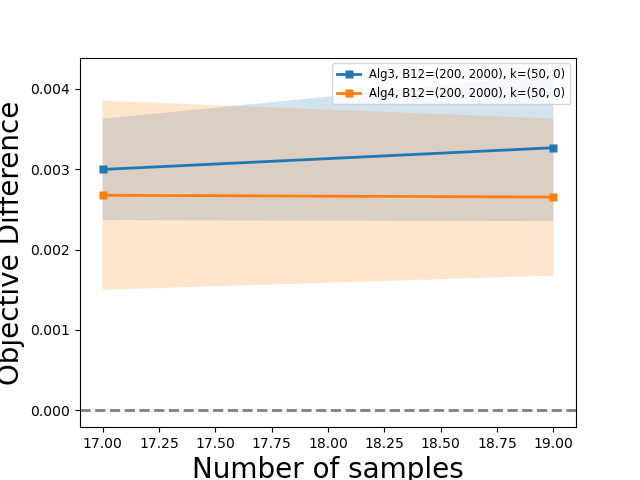 Alg3, B12=(200, 2000), k=(50, 0)
Alg4, B12=(200, 2000), k=(50, 0)
0.004
0.003
0.002
0.001
0.000
Objective Difference
17.00 17.25 17.50 17.75 18.00 18.25 18.50 18.75 19.00
Number of samples